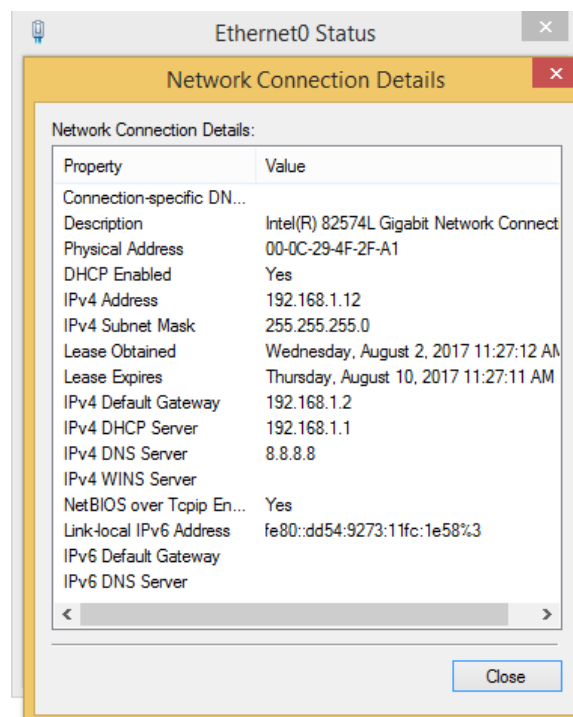 Ethernet0 Status
Network Connection Details
Network Connection Details:
Property Value
Connection-specific DN...
Description Intel(R) 82574L Gigabit Network Connect
Physical Address 00-0C-29-4F-2F-A1
DHCP Enabled Yes
IPv4 Address 192.168.1.12
IPv4 Subnet Mask 255.255.255.0
Lease Obtained Wednesday, August 2, 2017 11:27:12 AM
Lease Expires Thursday, August 10, 2017 11:27:11 AM
IPv4 Default Gateway 192.168.1.2
IPv4 DHCP Server 192.168.1.1
IPv4 DNS Server 8.8.8.8
IPv4 WINS Server
NetBIOS over Tcpip En... Yes
Link-local IPv6 Address fe80::dd54:9273:11fc:1e58%3
IPv6 Default Gateway
IPv6 DNS Server
Close